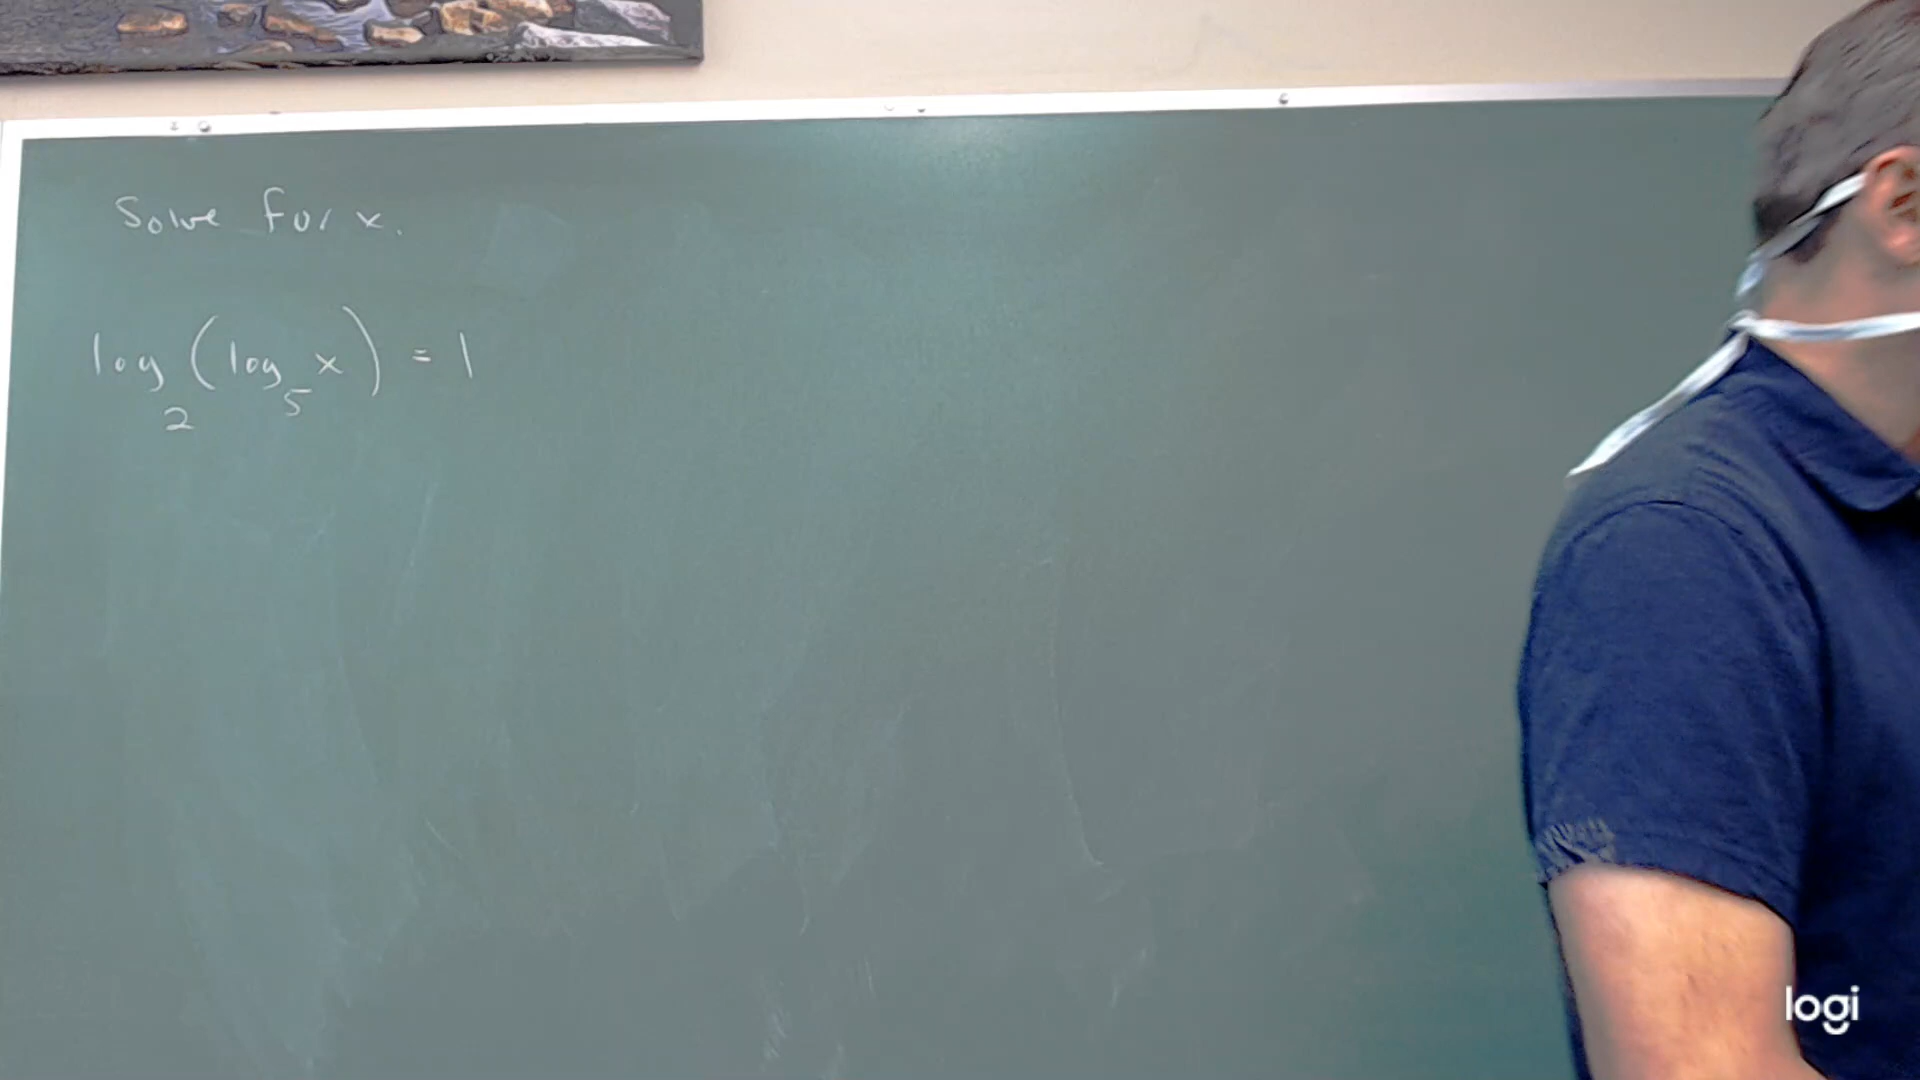 Solve for x.
log₂ (log₅ x) = 1
logi